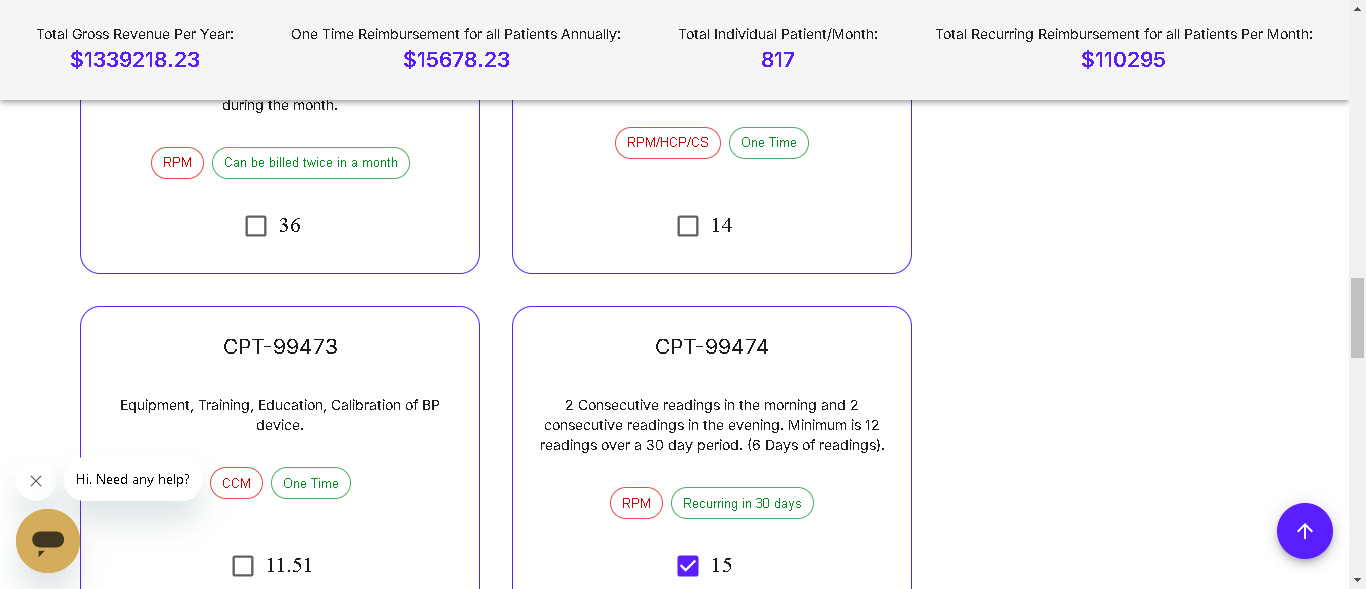 Total Gross Revenue Per Year:
$1339218.23
One Time Reimbursement for all Patients Annually:
$15678.23
Total Individual Patient/Month:
817
Total Recurring Reimbursement for all Patients Per Month:
$110295
during the month.
RPM
Can be billed twice in a month
36
RPM/HCP/CS
One Time
14
CPT-99473
Equipment, Training, Education, Calibration of BP
device.
CCM
One Time
11.51
CPT-99474
2 Consecutive readings in the morning and 2
consecutive readings in the evening. Minimum is 12
readings over a 30 day period. (6 Days of readings).
RPM
Recurring in 30 days
15
Hi. Need any help?